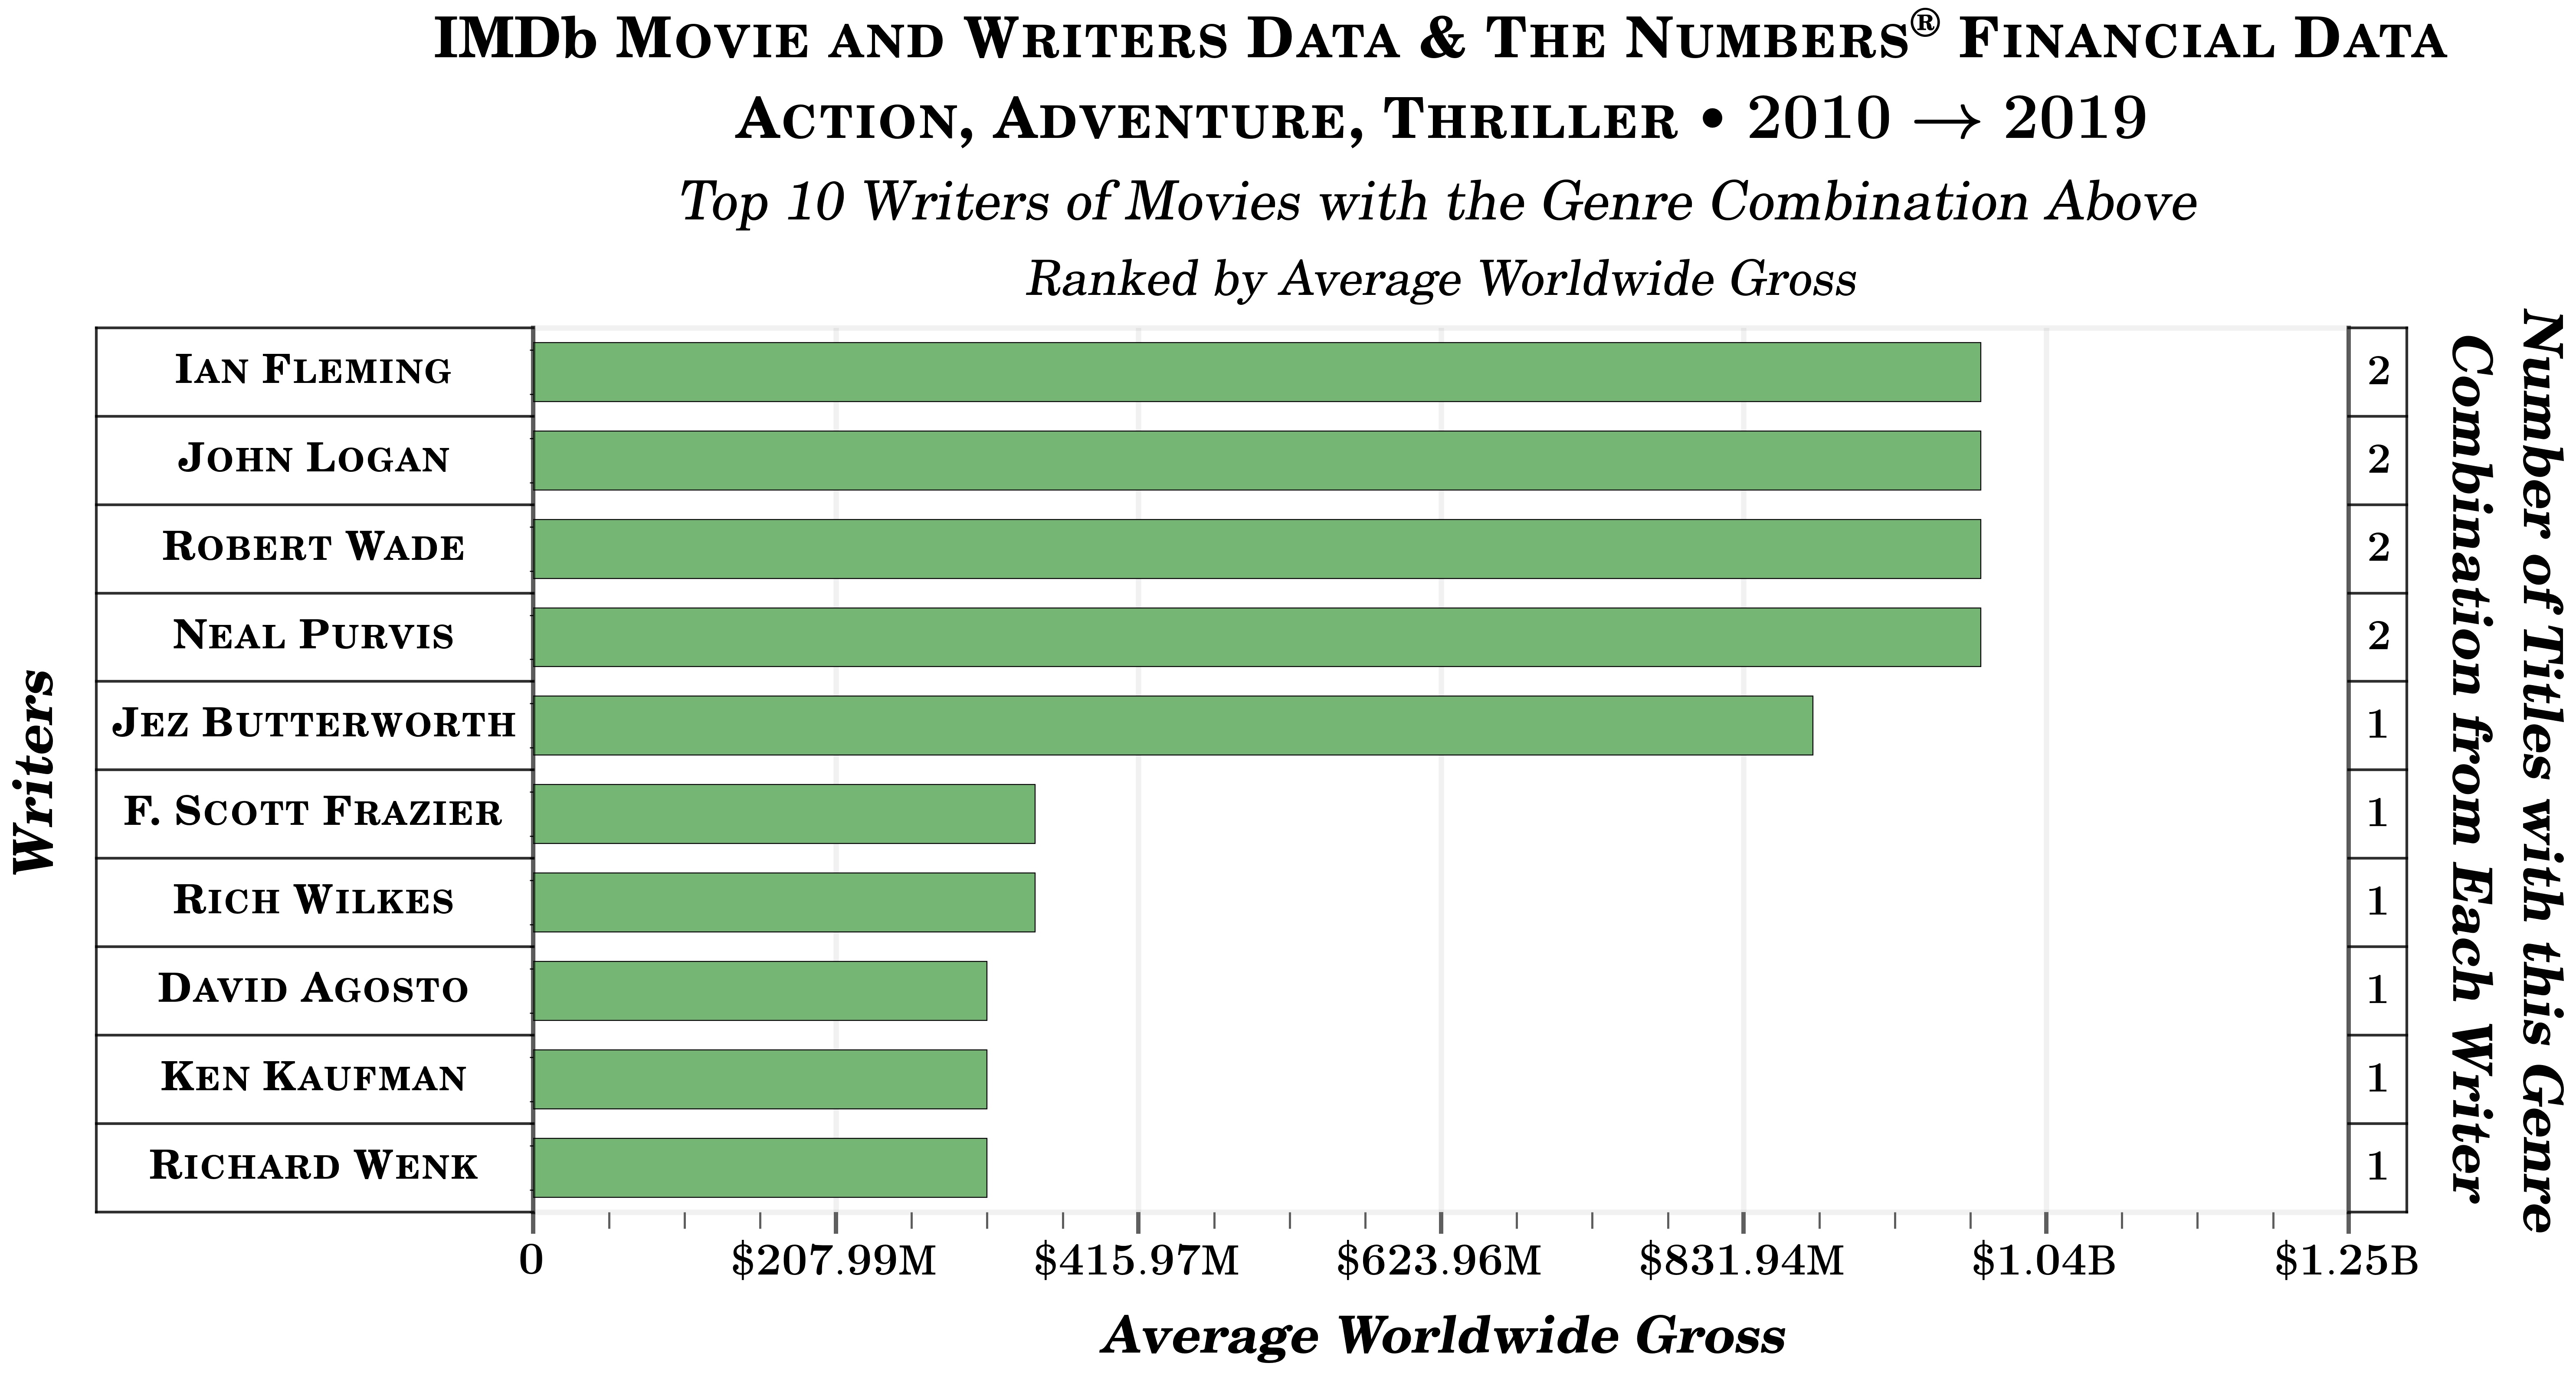 IMDb Movie and Writers Data & The Numbers® Financial Data
Action, Adventure, Thriller • 2010 → 2019
Top 10 Writers of Movies with the Genre Combination Above
Ranked by Average Worldwide Gross
Writers
Ian Fleming 2
John Logan 2
Robert Wade 2
Neal Purvis 2
Jez Butterworth 1
F. Scott Frazier 1
Rich Wilkes 1
David Agosto 1
Ken Kaufman 1
Richard Wenk 1
Number of Titles with this Genre
Combination from Each Writer
0 $207.99M $415.97M $623.96M $831.94M $1.04B $1.25B
Average Worldwide Gross